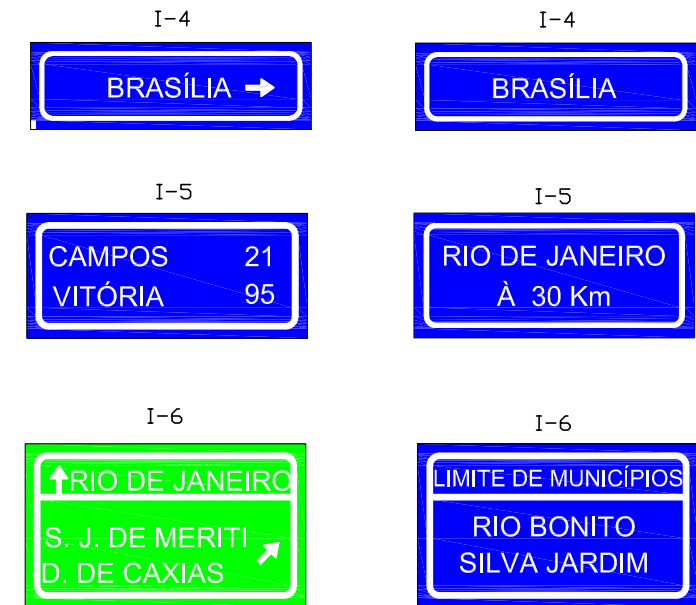 I-4
BRASÍLIA
I-4
BRASÍLIA
I-5
CAMPOS 21
VITÓRIA 95
I-5
RIO DE JANEIRO
À 30 Km
I-6
RIO DE JANEIRO
S. J. DE MERITI
D. DE CAXIAS
I-6
LIMITE DE MUNICÍPIOS
RIO BONITO
SILVA JARDIM